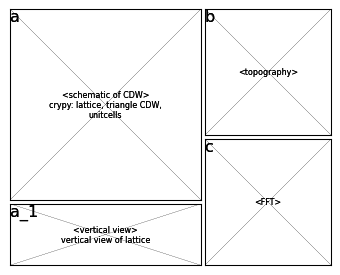 a
<schematic of CDW>
crypy: lattice, triangle CDW,
unitcells
b
<topography>
a_1
<vertical view>
vertical view of lattice
c
<FFT>